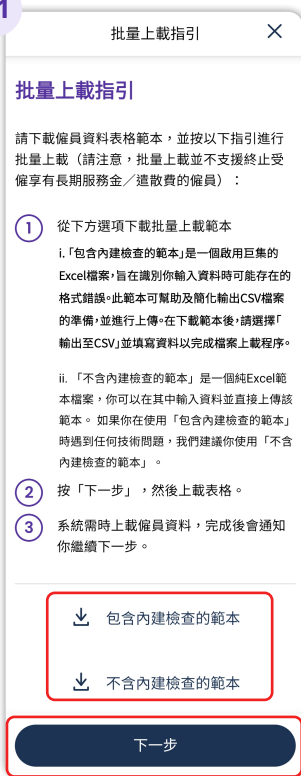 1
批量上載指引
批量上載指引
請下載僱員資料表格範本，並按以下指引進行
批量上載（請注意，批量上載並不支援終止受
僱享有長期服務金／遣散費的僱員）：
1 從下方選項下載批量上載範本
i.「包含內建檢查的範本」是一個啟用巨集的
Excel檔案，旨在識別你輸入資料時可能存在的
格式錯誤。此範本可幫助及簡化輸出CSV檔案
的準備，並進行上傳。在下載範本後，請選擇「
輸出至CSV」並填寫資料以完成檔案上載程序。
ii. 「不含內建檢查的範本」是一個純Excel範
本檔案，你可以在其中輸入資料並直接上傳該
範本。 如果你在使用「包含內建檢查的範本」
時遇到任何技術問題，我們建議你使用「不含
內建檢查的範本」。
2 按「下一步」，然後上載表格。
3 系統需時上載僱員資料，完成後會通知
你繼續下一步。
包含內建檢查的範本
不含內建檢查的範本
下一步